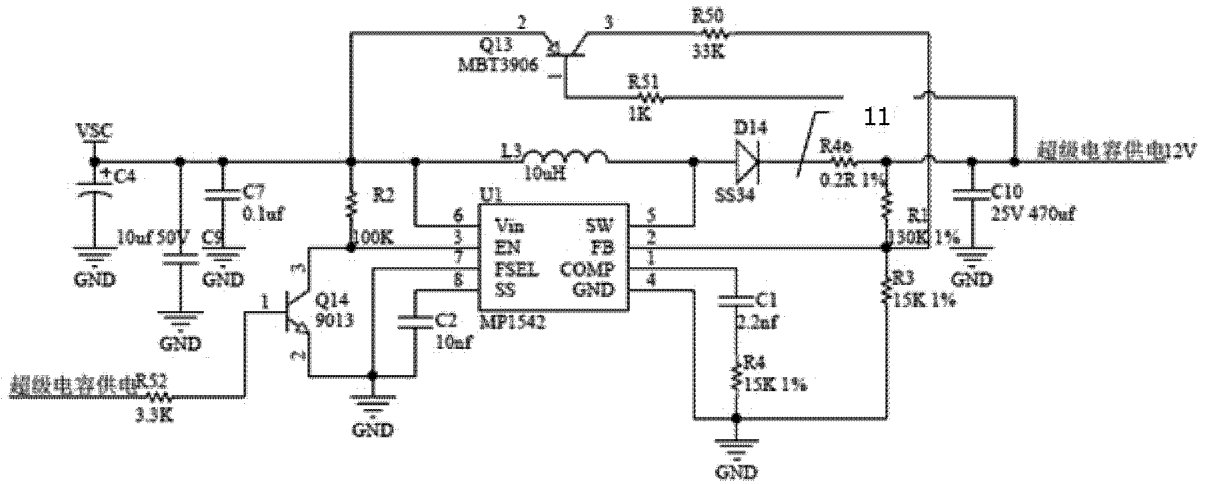 2
3
R50
33K
Q13
MBT3906
1
R51
1K
11
VSC
C4
10uf 50V
C9
C7
0.1uf
L3
10uH
D14
SS34
R46
0.2R 1%
超级电容供电12V
R2
100K
R1
130K 1%
C10
25V 470uf
U1
6
Vin
SW
5
3
EN
FB
2
7
FSEL
COMP
1
8
SS
GND
4
MP1542
GND
GND
GND
GND
3
1
Q14
9013
2
C2
10nf
C1
2.2nf
R3
15K 1%
R4
15K 1%
超级电容供电
R52
3.3K
GND
GND